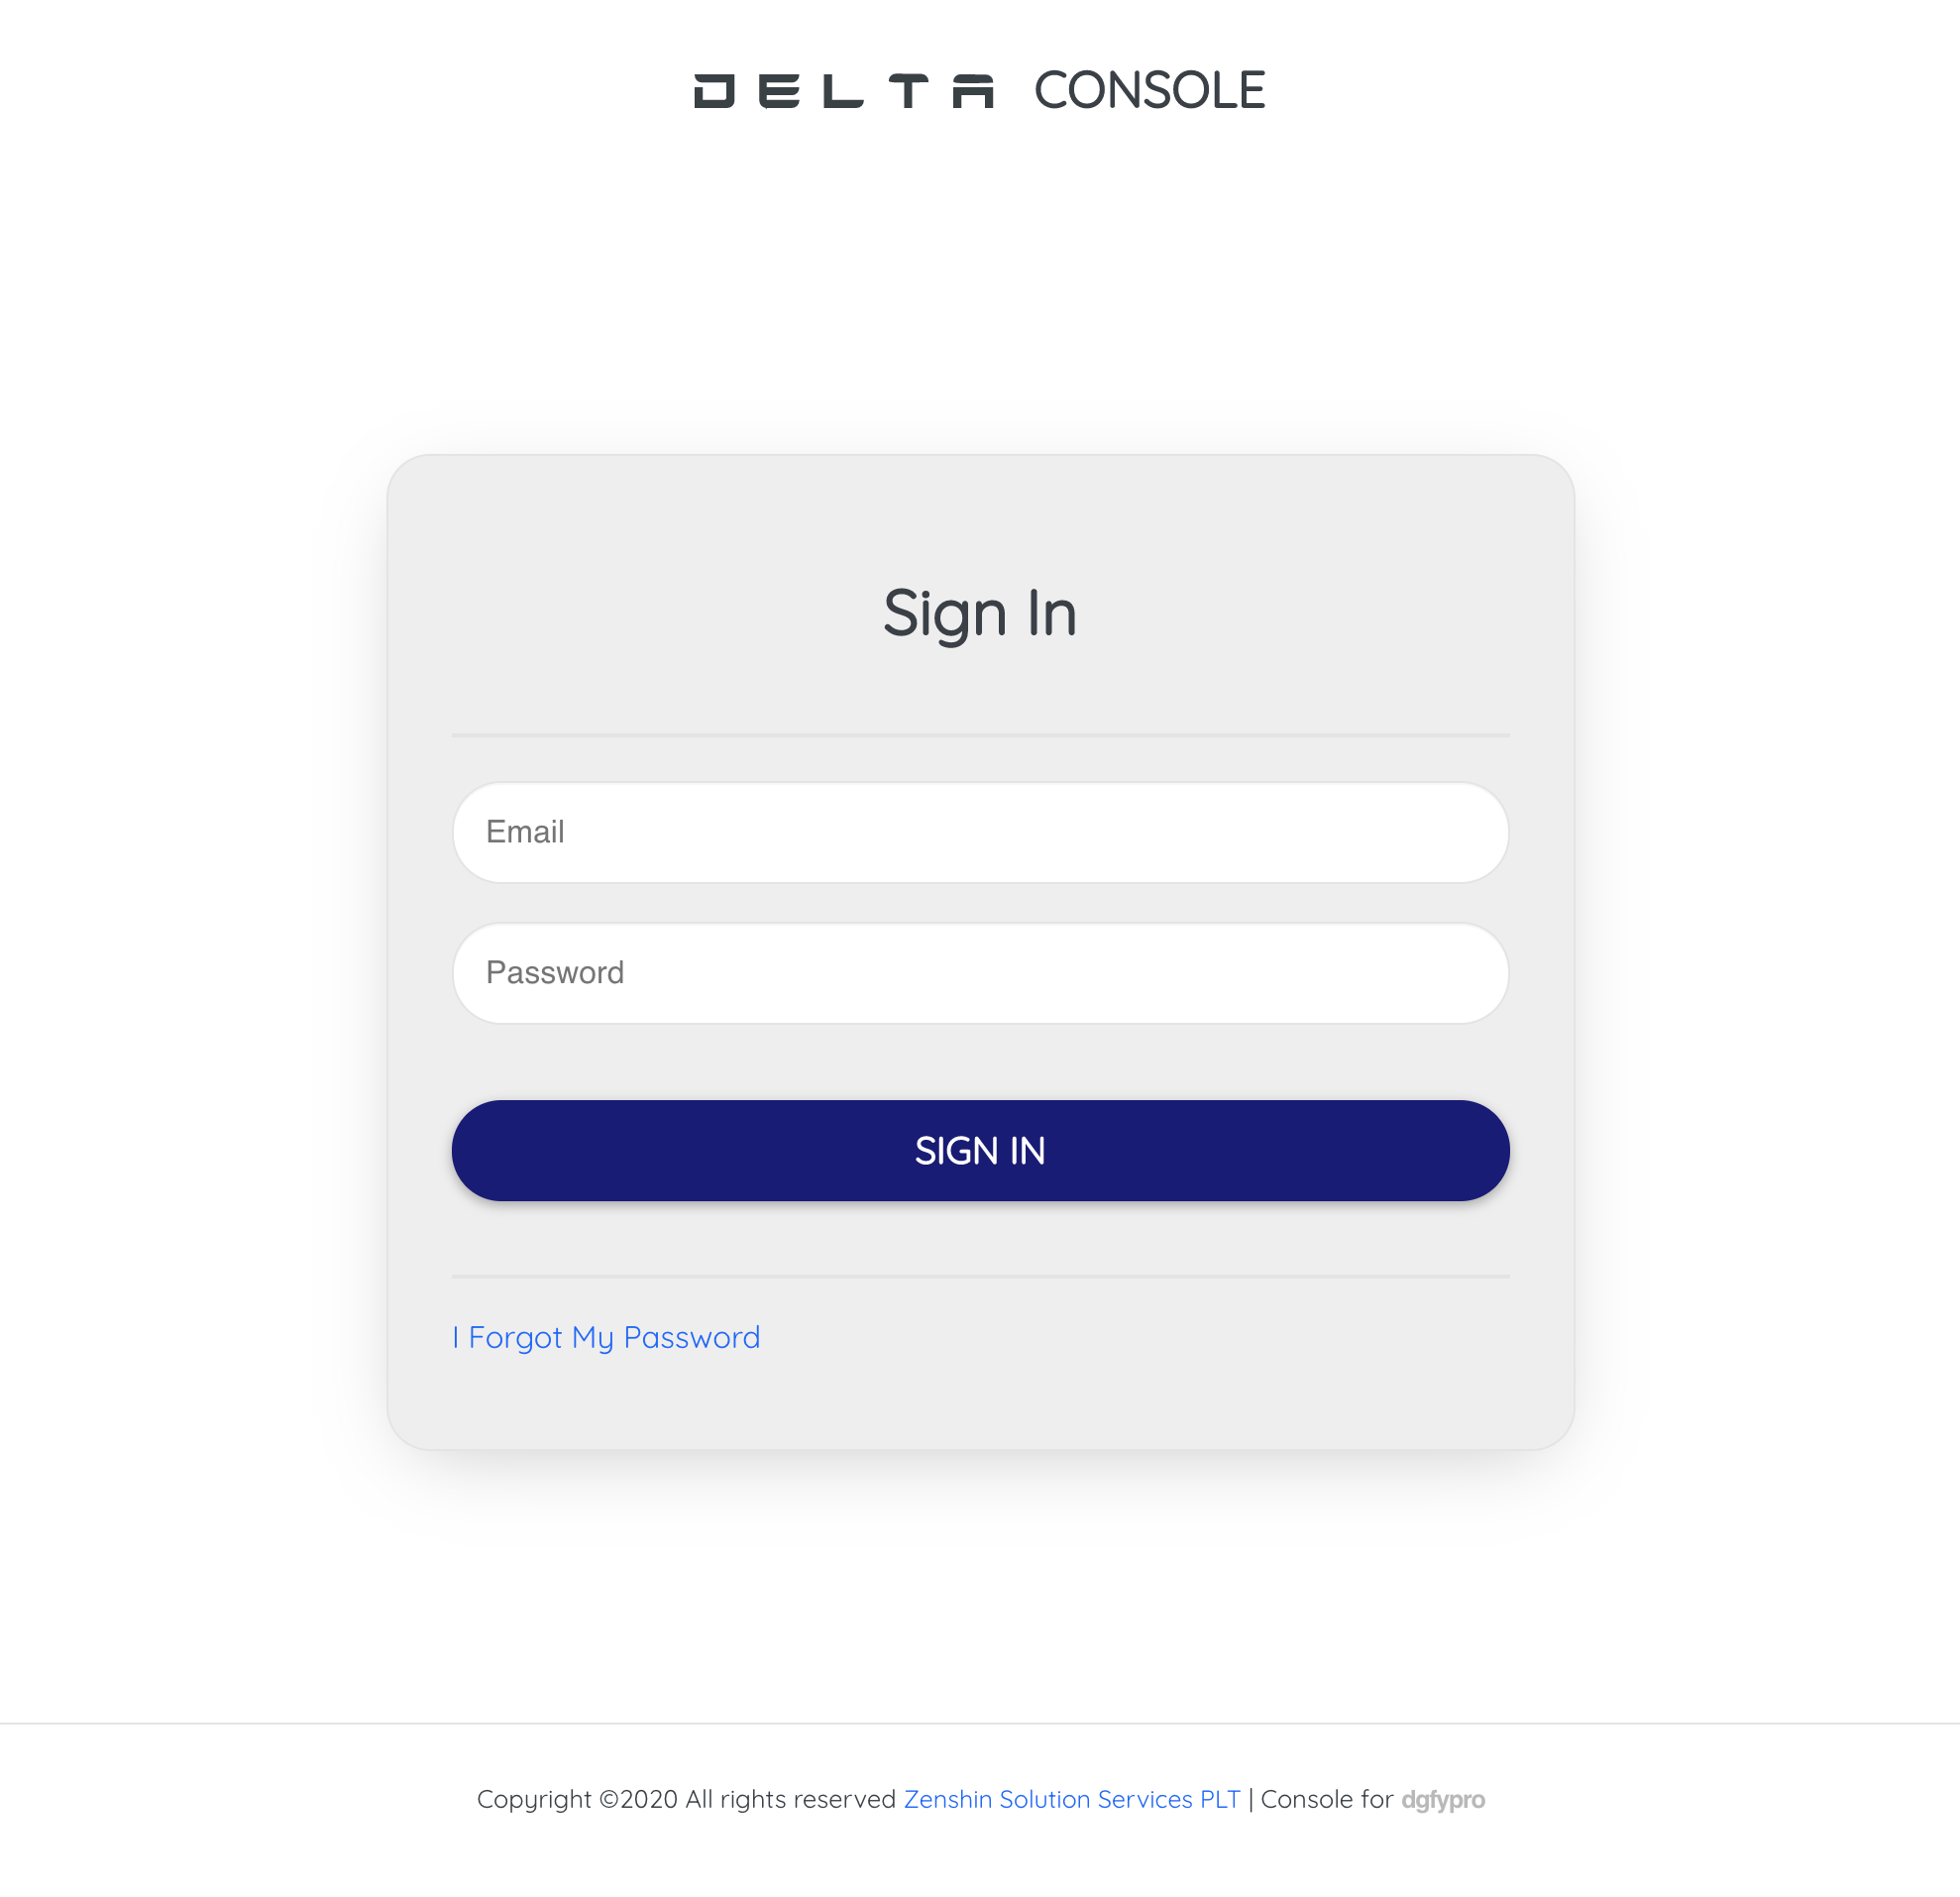 DELTA CONSOLE
Sign In
Email
Password
SIGN IN
I Forgot My Password
Copyright ©2020 All rights reserved Zenshin Solution Services PLT | Console for dgfypro